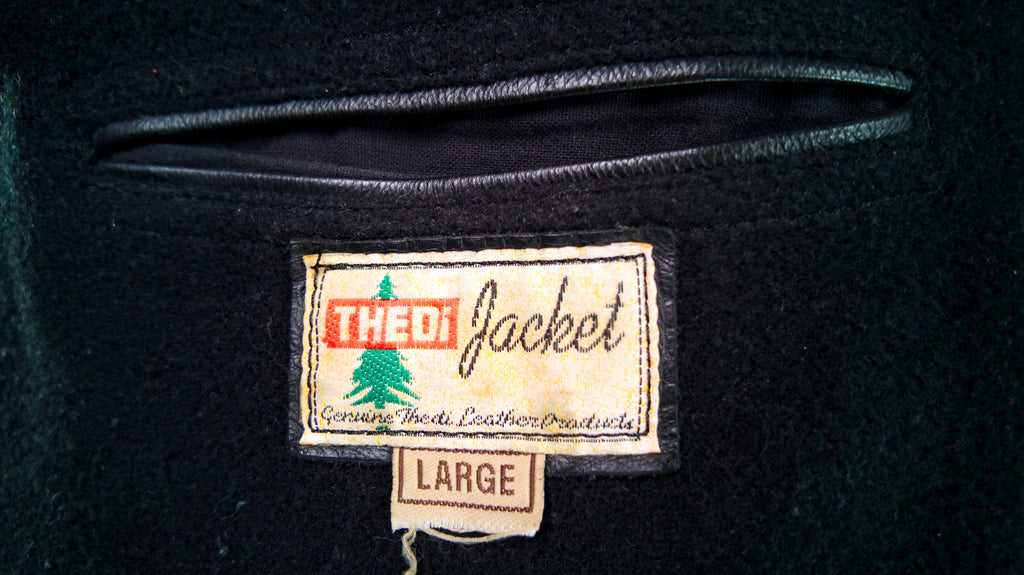 THEDi Jacket
Genuine Thedi Leather Products
LARGE